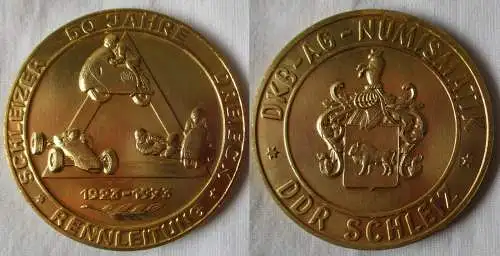 60 JAHRE
SCHLEIZER DREIECK
1923-1983
* RENNLEITUNG *
DKB-AG-NUMISMATIK
* DDR SCHLEIZ *